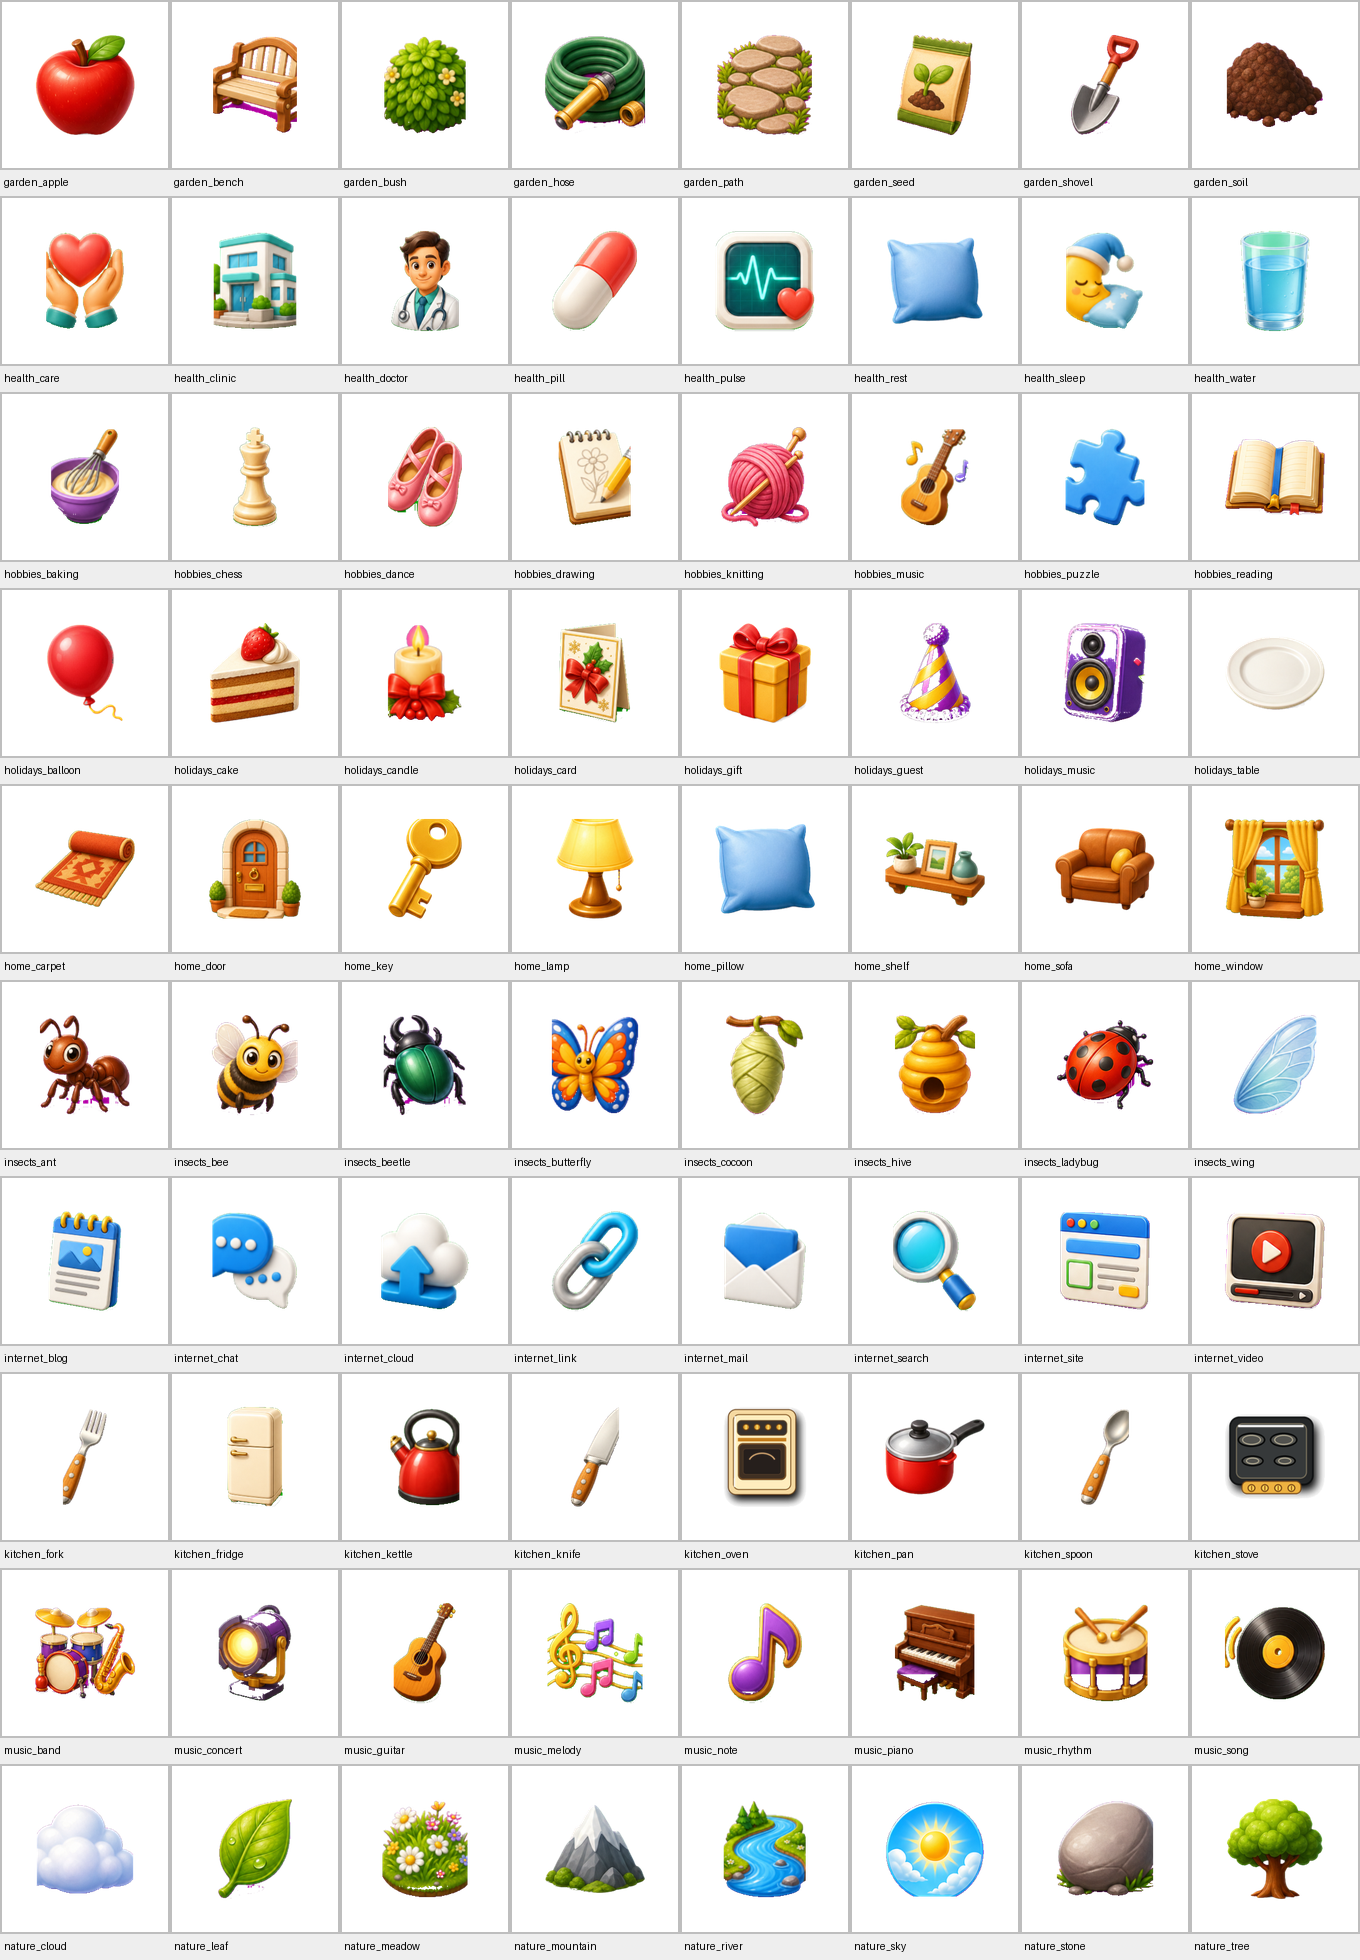 garden_apple garden_bench garden_bush garden_hose garden_path garden_seed garden_shovel garden_soil
health_care health_clinic health_doctor health_pill health_pulse health_rest health_sleep health_water
hobbies_baking hobbies_chess hobbies_dance hobbies_drawing hobbies_knitting hobbies_music hobbies_puzzle hobbies_reading
holidays_balloon holidays_cake holidays_candle holidays_card holidays_gift holidays_guest holidays_music holidays_table
home_carpet home_door home_key home_lamp home_pillow home_shelf home_sofa home_window
insects_ant insects_bee insects_beetle insects_butterfly insects_cocoon insects_hive insects_ladybug insects_wing
internet_blog internet_chat internet_cloud internet_link internet_mail internet_search internet_site internet_video
kitchen_fork kitchen_fridge kitchen_kettle kitchen_knife kitchen_oven kitchen_pan kitchen_spoon kitchen_stove
music_band music_concert music_guitar music_melody music_note music_piano music_rhythm music_song
nature_cloud nature_leaf nature_meadow nature_mountain nature_river nature_sky nature_stone nature_tree